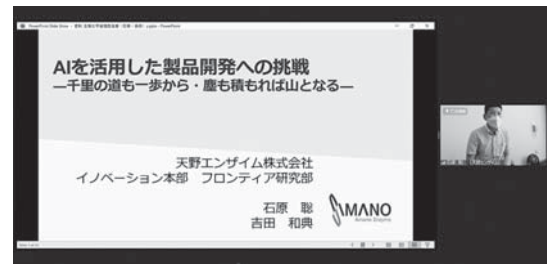 AIを活用した製品開発への挑戦
―千里の道も一歩から・塵も積もれば山となる―
天野エンザイム株式会社
イノベーション本部　フロンティア研究部
石原　聡
吉田　和典
AMANO
Amano Enzyme